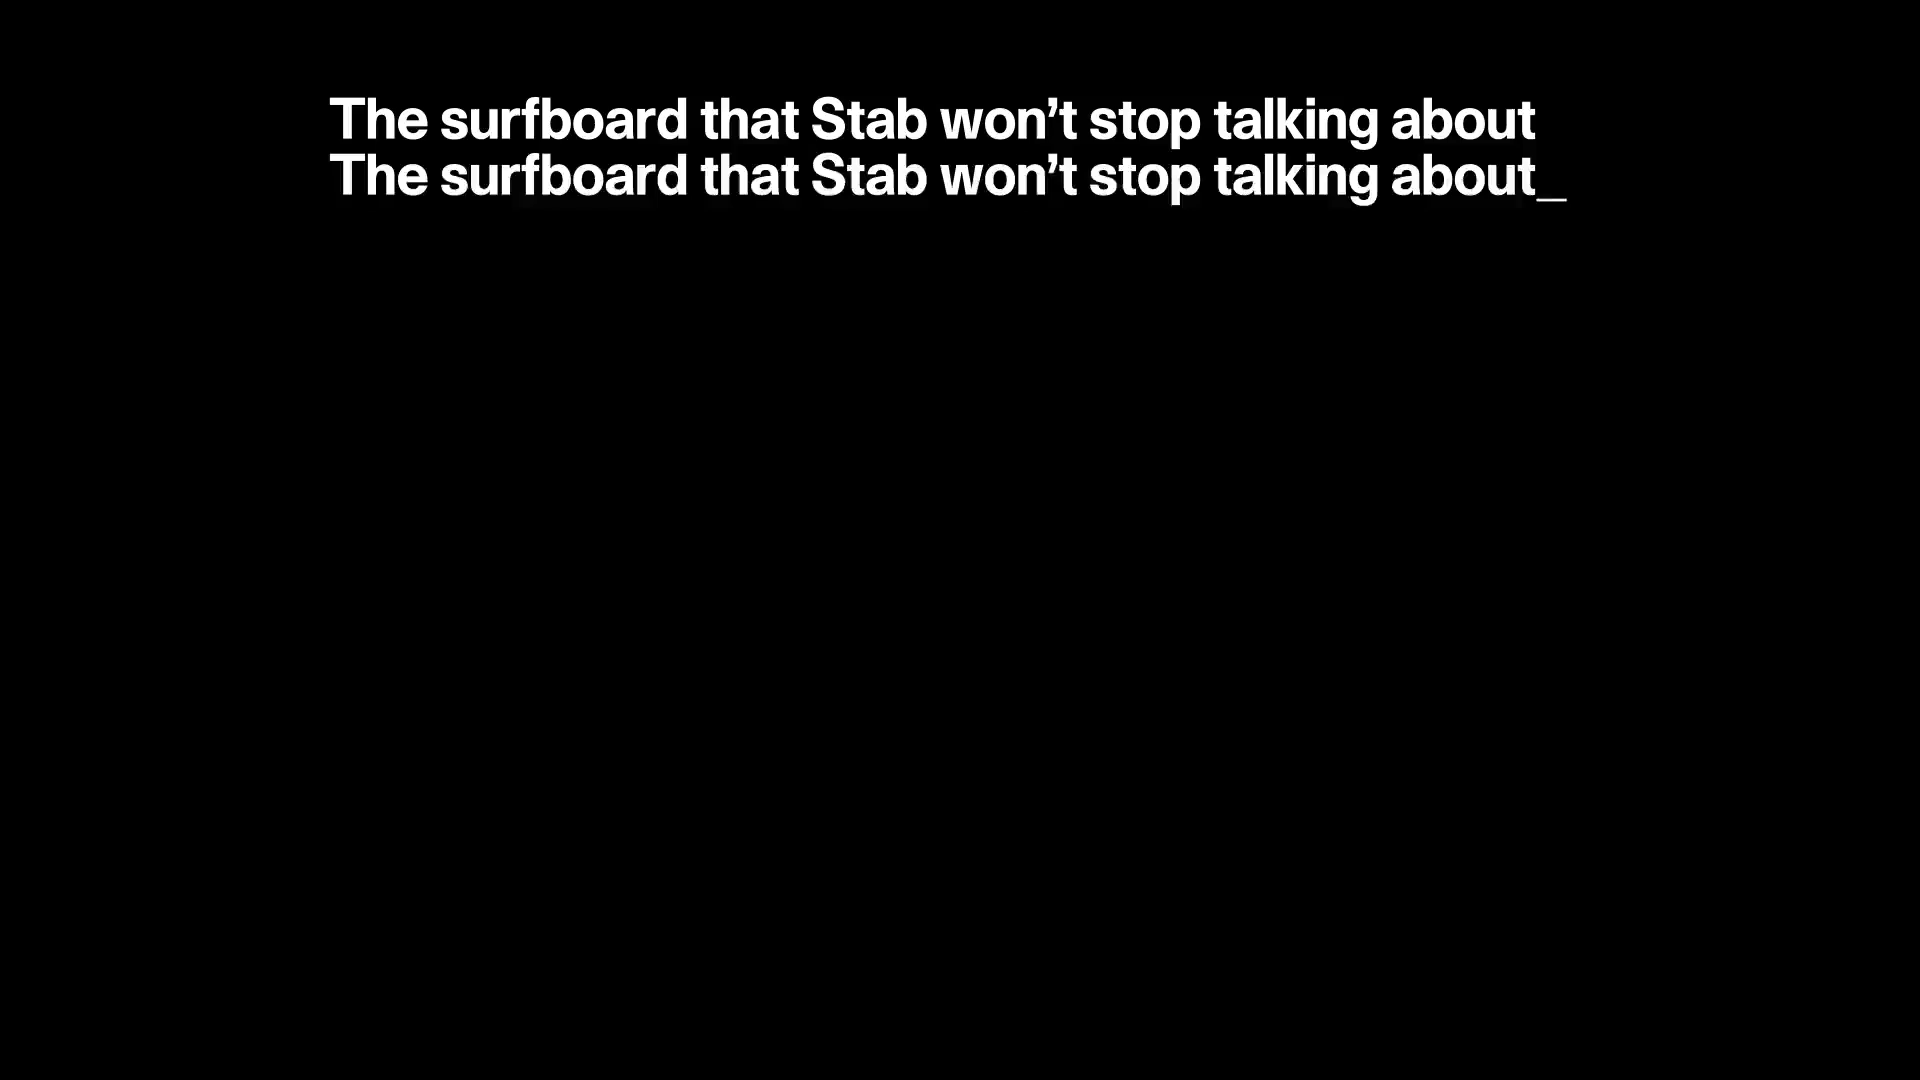 The surfboard that Stab won’t stop talking about
The surfboard that Stab won’t stop talking about_